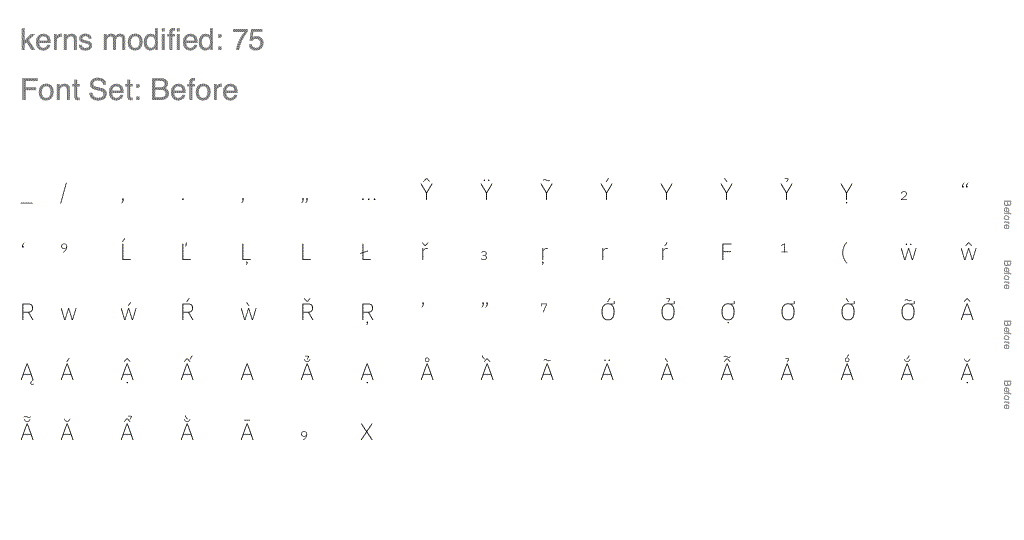 kerns modified: 75
Font Set: Before
_ / , . , „ … Ŷ Ÿ Ỹ Ý Y Ỳ Ỷ Ỵ ₂ “
‘ ⁹ Ĺ Ľ Ļ L Ł ř ₃ ŗ r ŕ F ¹ ( ẅ ŵ
R w ẃ Ŕ ẁ Ř Ŗ ’ ” ⁷ Ớ Ở Ợ Ơ Ờ Ỡ Â
Ą Á Ậ Ấ A Ẳ Ạ Å Ầ Ã Ä À Ẫ Ả Ǻ Ắ Ặ
Ẵ Ă Ẩ Ằ Ā ₉ X
Before
Before
Before
Before